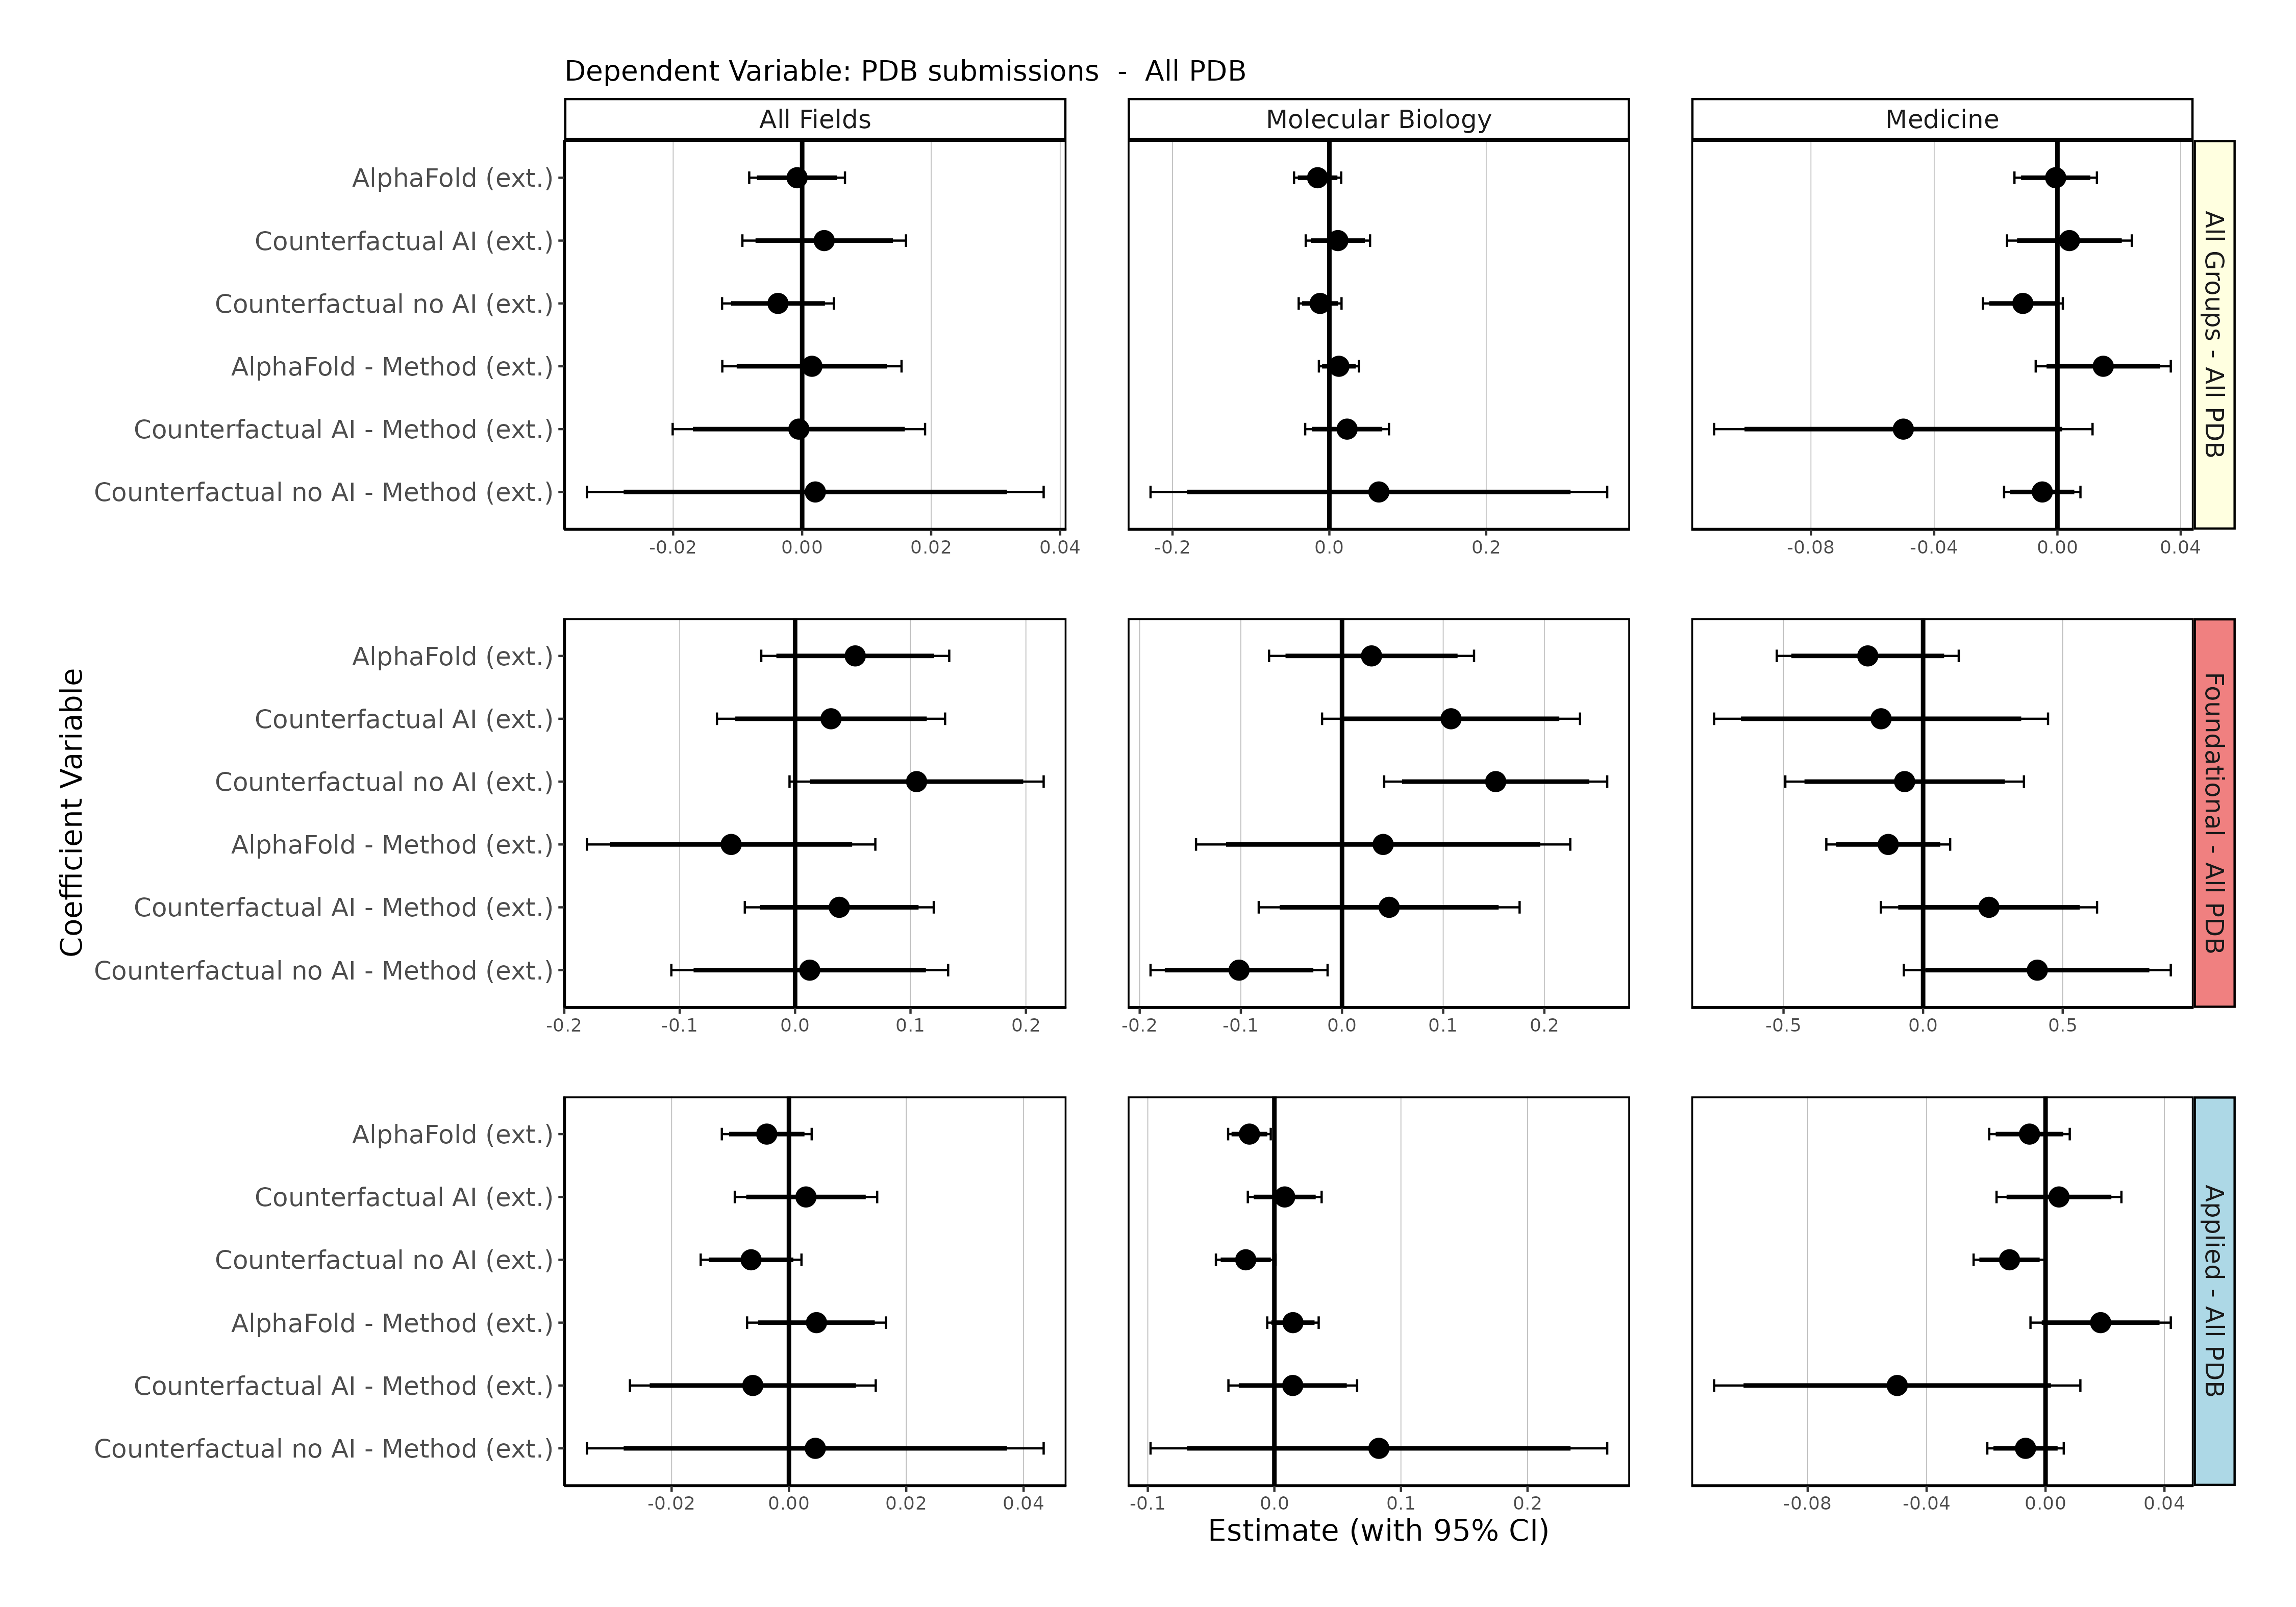 Dependent Variable: PDB submissions - All PDB
All Fields
Molecular Biology
Medicine
Coefficient Variable
AlphaFold (ext.)
Counterfactual AI (ext.)
Counterfactual no AI (ext.)
AlphaFold - Method (ext.)
Counterfactual AI - Method (ext.)
Counterfactual no AI - Method (ext.)
All Groups - All PDB
-0.02 0.00 0.02 0.04
-0.2 0.0 0.2
-0.08 -0.04 0.00 0.04
AlphaFold (ext.)
Counterfactual AI (ext.)
Counterfactual no AI (ext.)
AlphaFold - Method (ext.)
Counterfactual AI - Method (ext.)
Counterfactual no AI - Method (ext.)
Foundational - All PDB
-0.2 -0.1 0.0 0.1 0.2
-0.2 -0.1 0.0 0.1 0.2
-0.5 0.0 0.5
AlphaFold (ext.)
Counterfactual AI (ext.)
Counterfactual no AI (ext.)
AlphaFold - Method (ext.)
Counterfactual AI - Method (ext.)
Counterfactual no AI - Method (ext.)
Applied - All PDB
-0.02 0.00 0.02 0.04
-0.1 0.0 0.1 0.2
-0.08 -0.04 0.00 0.04
Estimate (with 95% CI)